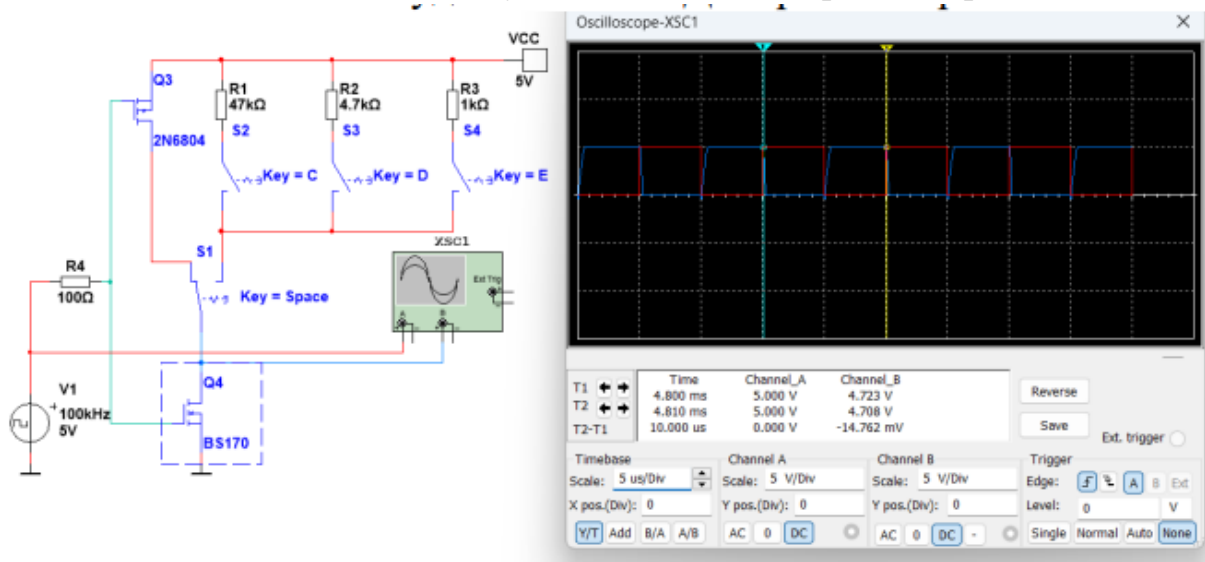 Oscilloscope-XSC1
VCC
5V
Q3
2N6804
R1
47kΩ
S2
Key = C
R2
4.7kΩ
S3
Key = D
R3
1kΩ
S4
Key = E
S1
Key = Space
XSC1
Ext Trig
A
B
R4
100Ω
V1
100kHz
5V
Q4
BS170
Time Channel_A Channel_B
T1 4.800 ms 5.000 V 4.723 V
T2 4.810 ms 5.000 V 4.708 V
T2-T1 10.000 us 0.000 V -14.762 mV
Reverse
Save
Ext. trigger
Timebase
Scale: 5 us/Div
X pos.(Div): 0
Y/T Add B/A A/B
Channel A
Scale: 5 V/Div
Y pos.(Div): 0
AC 0 DC
Channel B
Scale: 5 V/Div
Y pos.(Div): 0
AC 0 DC -
Trigger
Edge: A B Ext
Level: 0 V
Single Normal Auto None